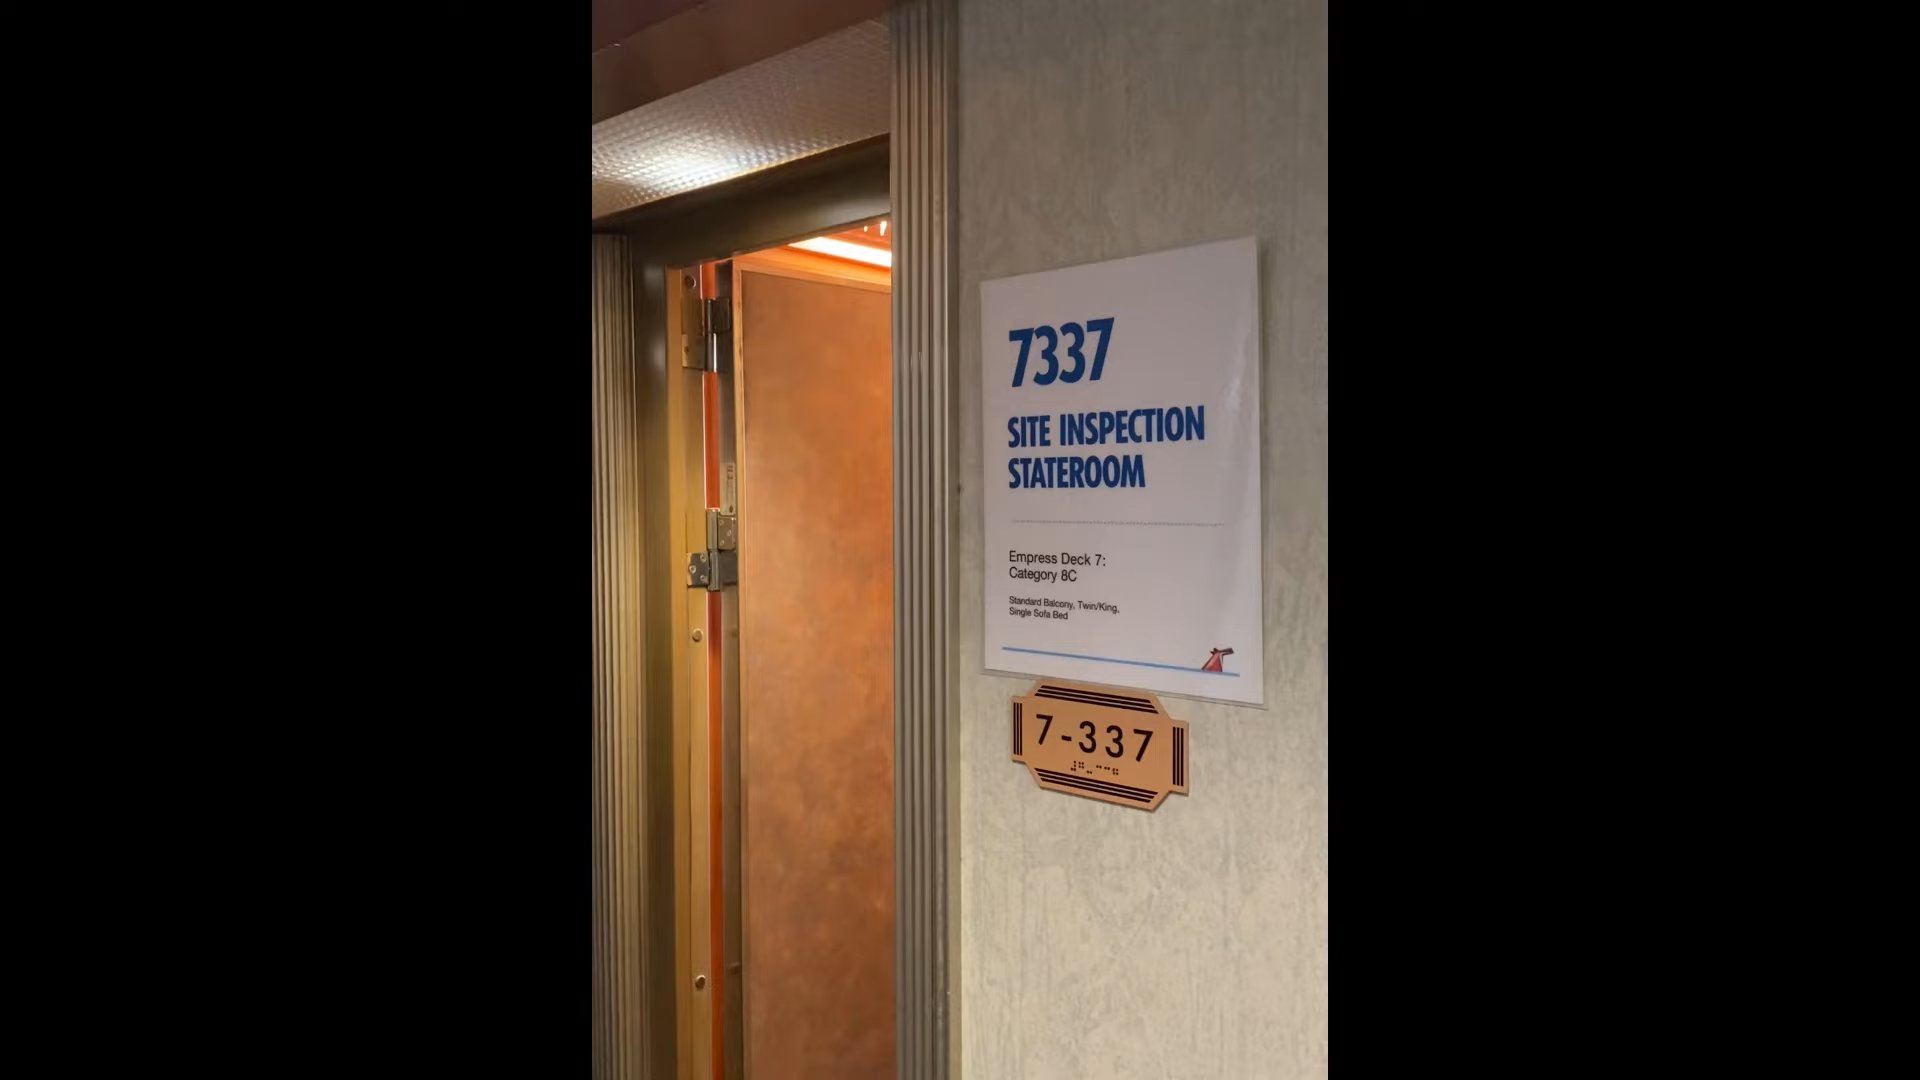 7337
SITE INSPECTION
STATEROOM
Empress Deck 7:
Category 8C
Standard Balcony, Twin/King,
Single Sofa Bed
7-337